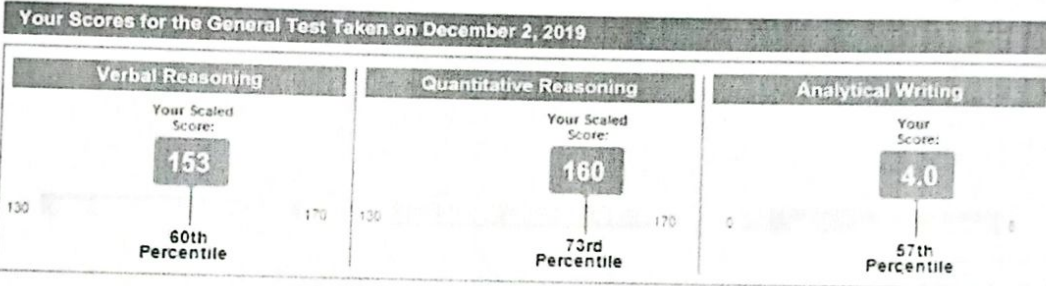 Your Scores for the General Test Taken on December 2, 2019
Verbal Reasoning
Your Scaled
Score:
153
130
170
60th
Percentile
Quantitative Reasoning
Your Scaled
Score:
160
130
170
73rd
Percentile
Analytical Writing
Your
Score:
4.0
0
6
57th
Percentile